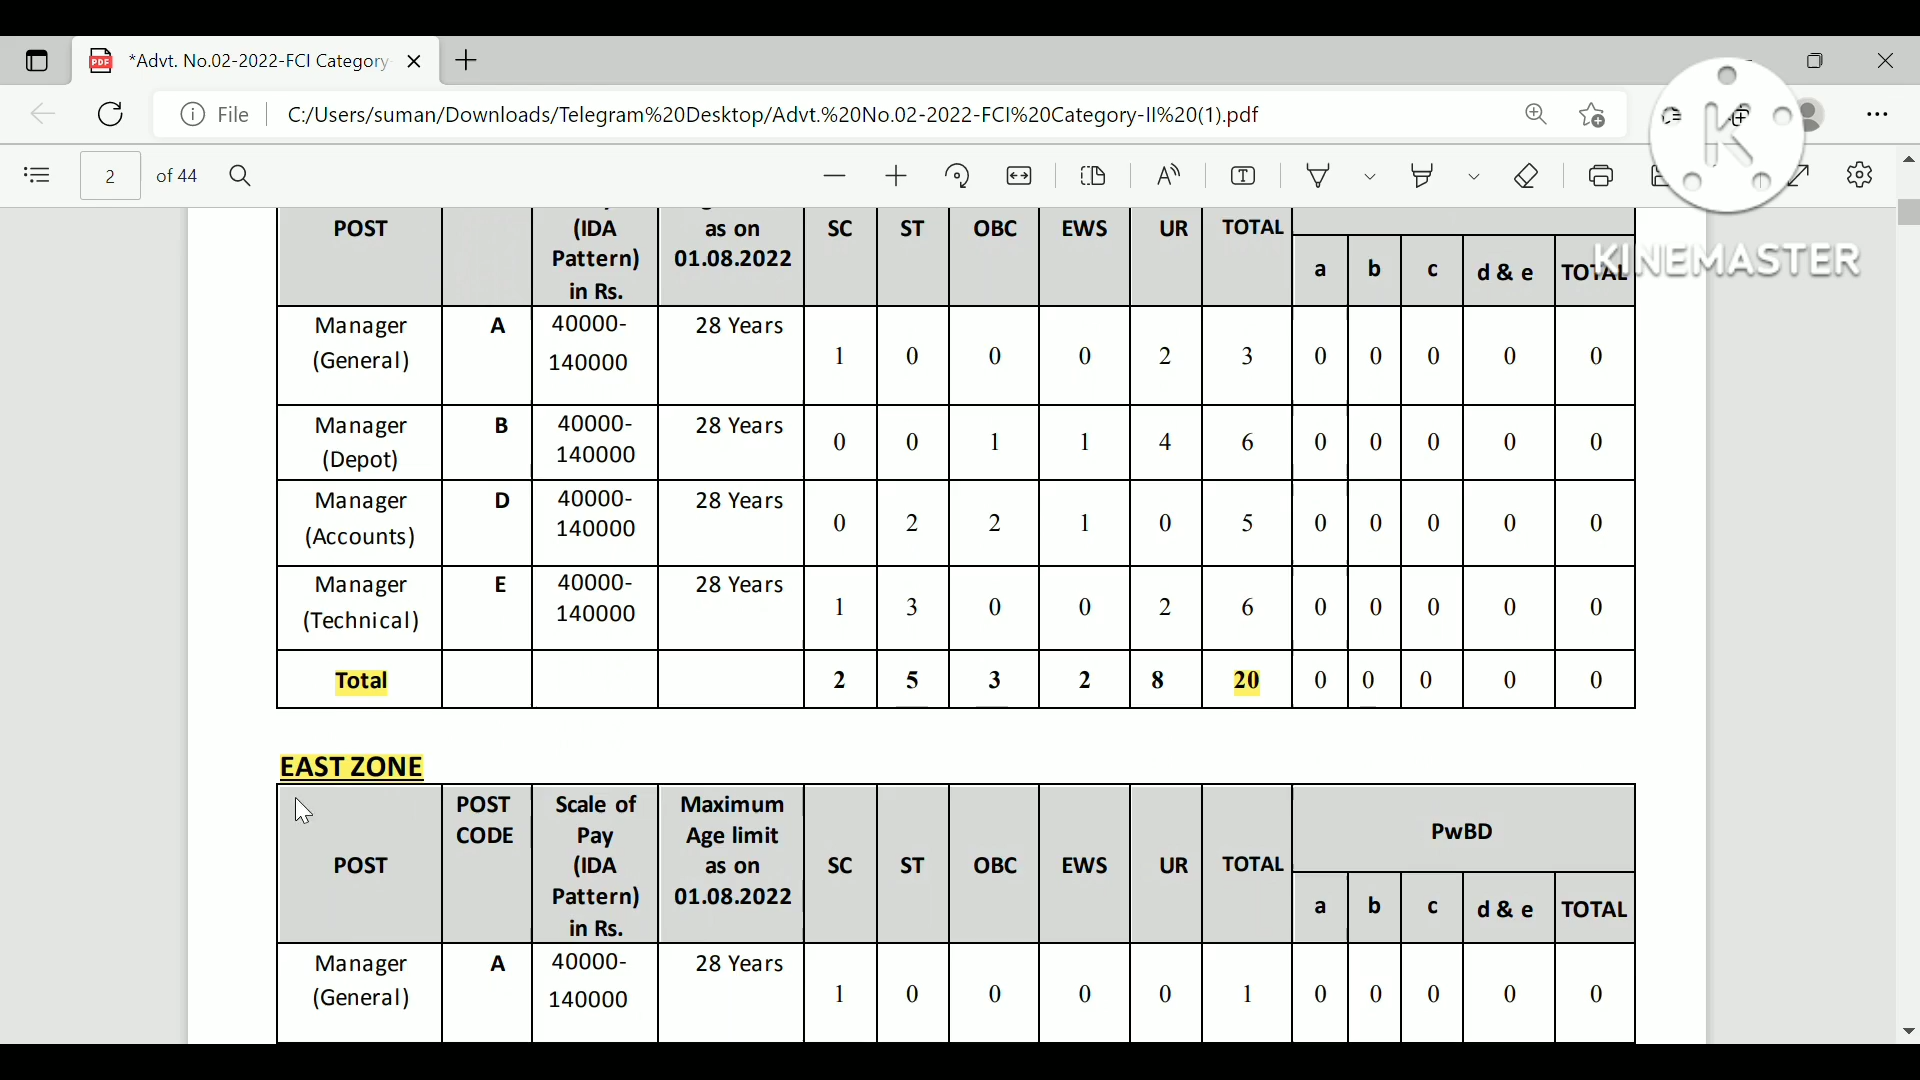 *Advt. No.02-2022-FCI Category
File C:/Users/suman/Downloads/Telegram%20Desktop/Advt.%20No.02-2022-FCI%20Category-II%20(1).pdf
2 of 44
KINEMASTER
POST (IDA Pattern) in Rs. as on 01.08.2022 SC ST OBC EWS UR TOTAL
a b c d & e TOTAL
Manager (General) A 40000-140000 28 Years 1 0 0 0 2 3 0 0 0 0 0
Manager (Depot) B 40000-140000 28 Years 0 0 1 1 4 6 0 0 0 0 0
Manager (Accounts) D 40000-140000 28 Years 0 2 2 1 0 5 0 0 0 0 0
Manager (Technical) E 40000-140000 28 Years 1 3 0 0 2 6 0 0 0 0 0
Total 2 5 3 2 8 20 0 0 0 0 0
EAST ZONE
POST POST CODE Scale of Pay (IDA Pattern) in Rs. Maximum Age limit as on 01.08.2022 SC ST OBC EWS UR TOTAL PwBD
a b c d & e TOTAL
Manager (General) A 40000-140000 28 Years 1 0 0 0 0 1 0 0 0 0 0